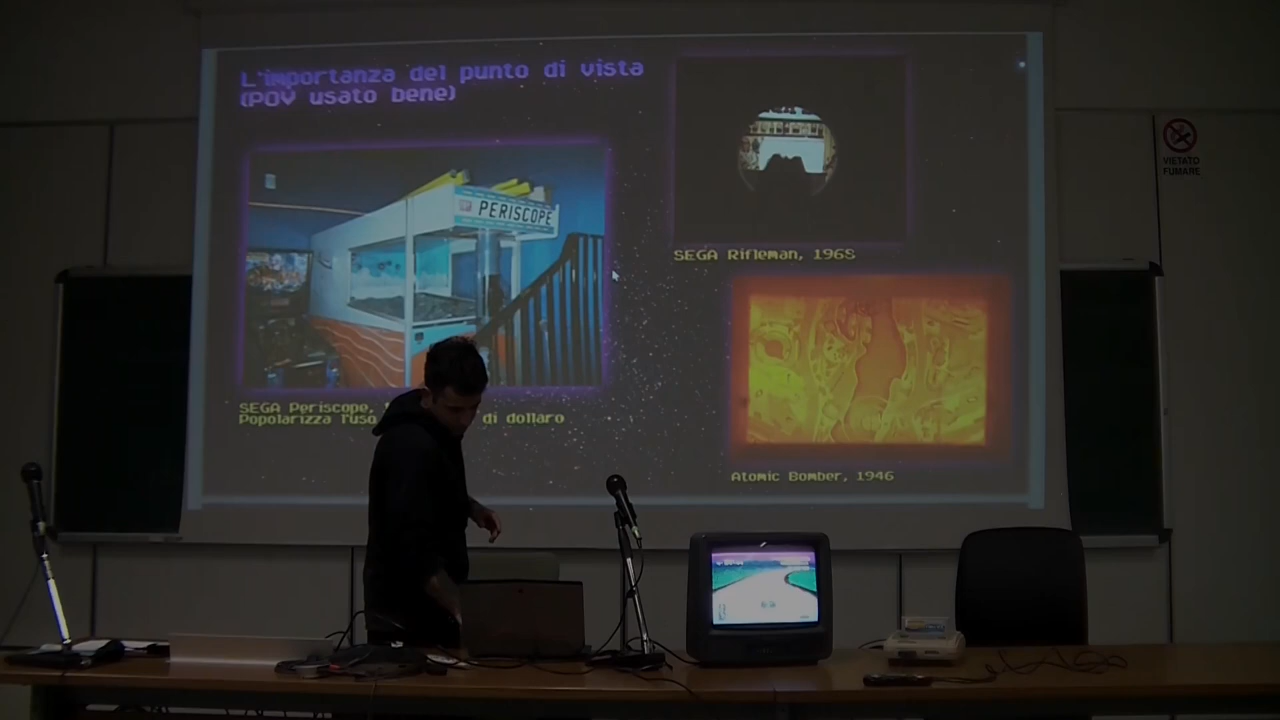 L'importanza del punto di vista
(POV usato bene)
PERISCOPE
SEGA Periscope,
Popolarizza l'uso di dollaro
SEGA Rifleman, 1968
Atomic Bomber, 1946
VIETATO
FUMARE